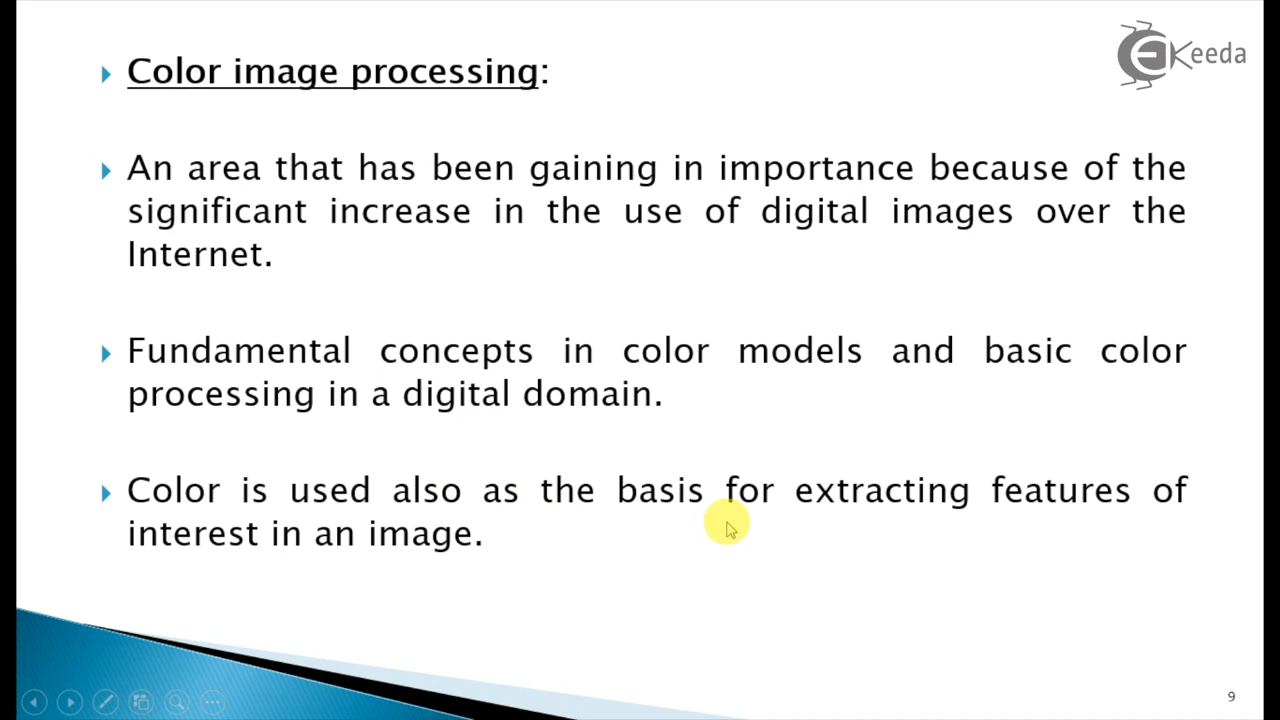 Color image processing:
Keeda
An area that has been gaining in importance because of the
significant increase in the use of digital images over the
Internet.
Fundamental concepts in color models and basic color
processing in a digital domain.
Color is used also as the basis for extracting features of
interest in an image.
9